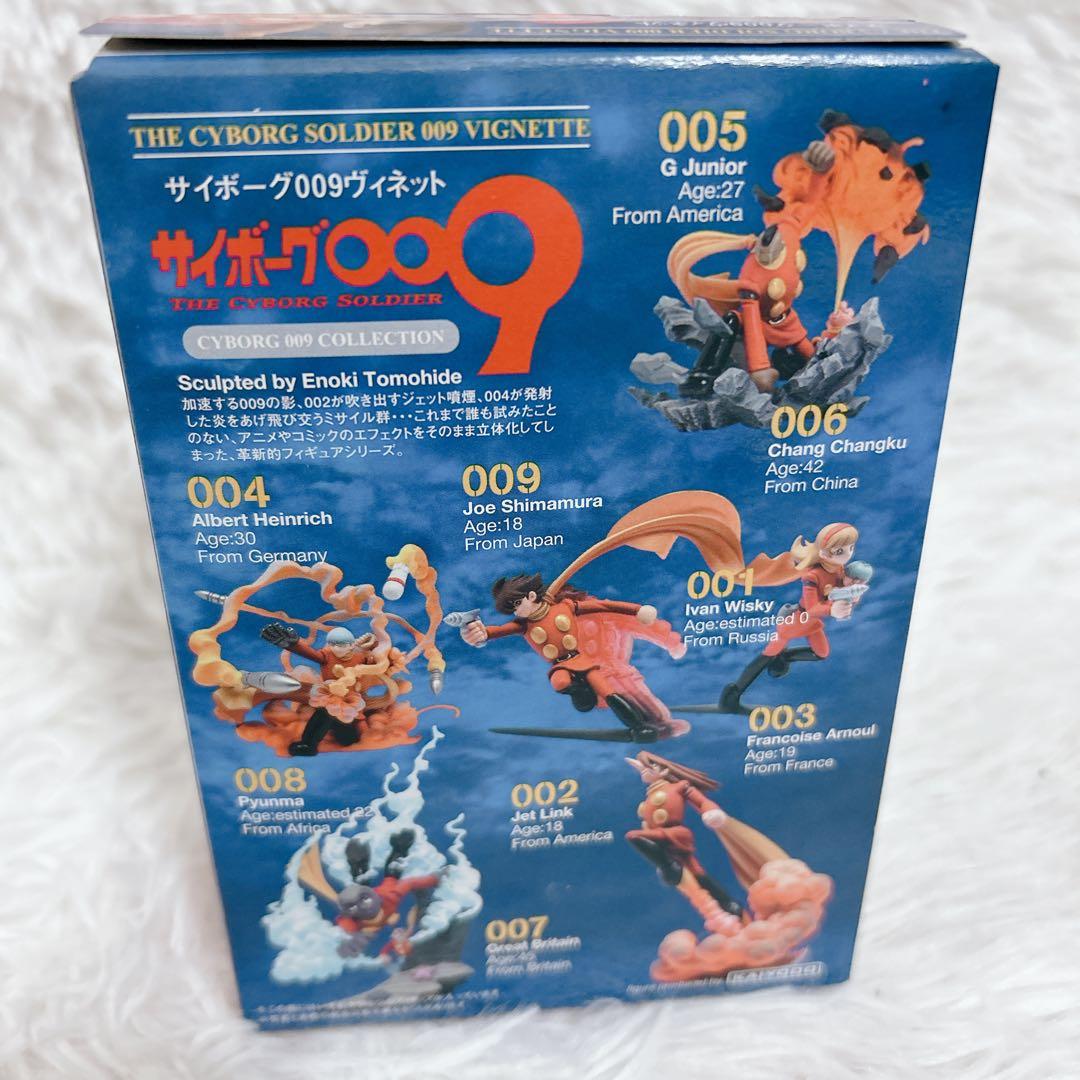 THE CYBORG SOLDIER 009 VIGNETTE
サイボーグ009ヴィネット
サイボーグ009
THE CYBORG SOLDIER
CYBORG 009 COLLECTION
Sculpted by Enoki Tomohide
加速する009の影、002が吹き出すジェット噴煙、004が発射
した炎をあげ飛び交うミサイル群・・・これまで誰も試みたこと
のない、アニメやコミックのエフェクトをそのまま立体化してし
まった、革新的フィギュアシリーズ。
005
G Junior
Age:27
From America
006
Chang Changku
Age:42
From China
004
Albert Heinrich
Age:30
From Germany
009
Joe Shimamura
Age:18
From Japan
001
Ivan Wisky
Age:estimated 0
From Russia
003
Francoise Arnoul
Age:19
From France
008
Pyunma
Age:estimated 22
From Africa
002
Jet Link
Age:18
From America
007
Great Britain
Age:45
From Britain
figure produced by KAIYODO